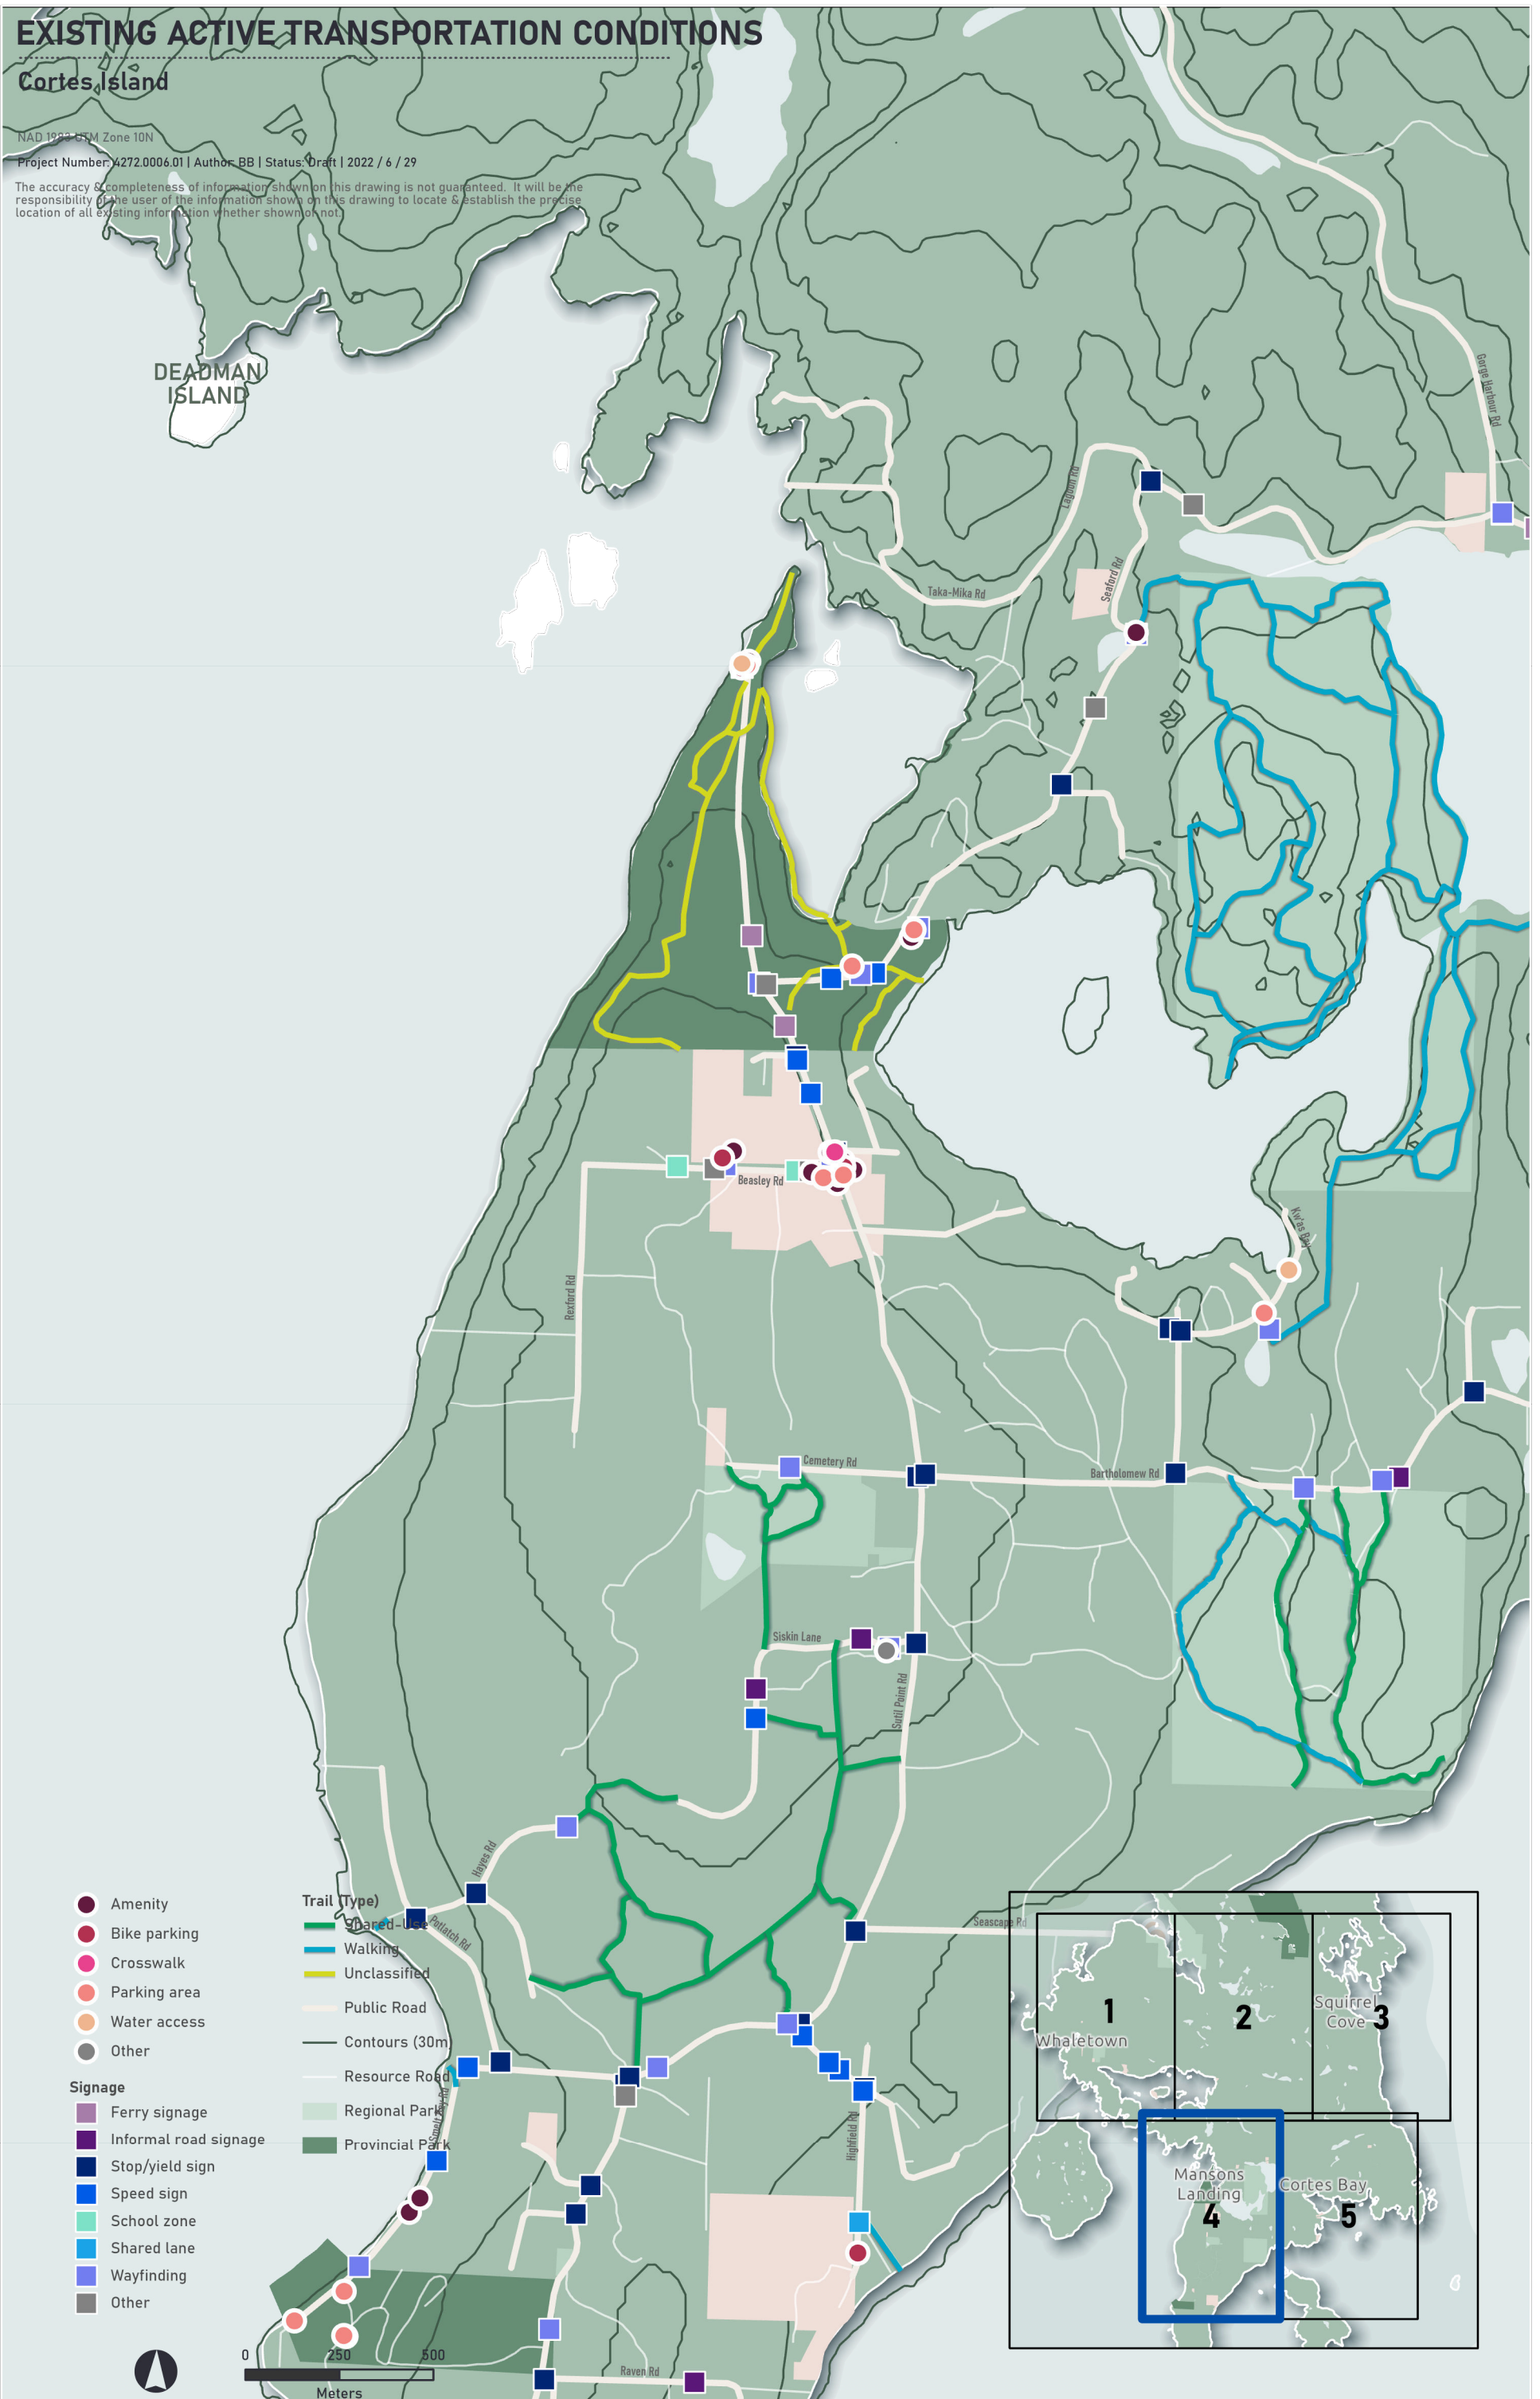 EXISTING ACTIVE TRANSPORTATION CONDITIONS
Cortes Island
NAD 1983 UTM Zone 10N
Project Number: 4272.0006.01 | Author: BB | Status: Draft | 2022 / 6 / 29
The accuracy & completeness of information shown on this drawing is not guaranteed. It will be the
responsibility of the user of the information shown on this drawing to locate & establish the precise
location of all existing information whether shown or not.
DEADMAN
ISLAND
Gorge Harbour Rd
Lagoon Rd
Seaford Rd
Taka-Mika Rd
Beasley Rd
Kw'as Bay
Rexford Rd
Cemetery Rd
Bartholomew Rd
Siskin Lane
Sutil Point Rd
Hayes Rd
Potlatch Rd
Seascape Rd
Smelt Bay Rd
Highfield Rd
Raven Rd
Amenity
Bike parking
Crosswalk
Parking area
Water access
Other
Signage
Ferry signage
Informal road signage
Stop/yield sign
Speed sign
School zone
Shared lane
Wayfinding
Other
Trail (Type)
Shared-Use
Walking
Unclassified
Public Road
Contours (30m)
Resource Road
Regional Park
Provincial Park
0 250 500
Meters
1
Whaletown
2
Squirrel
Cove
3
Mansons
Landing
4
Cortes Bay
5